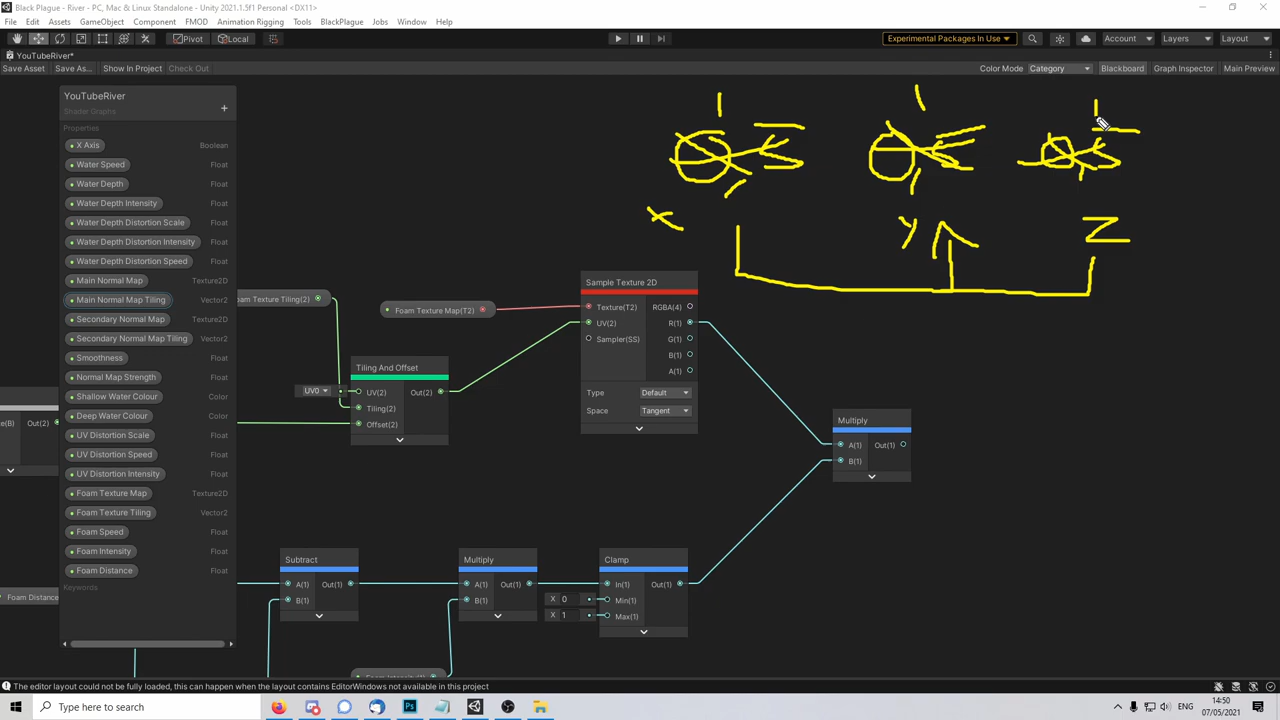 Black Plague - River - PC, Mac & Linux Standalone - Unity 2021.1.5f1 Personal <DX11>
File Edit Assets GameObject Component FMOD Animation Rigging Tools BlackPlague Jobs Window Help
Pivot Local Experimental Packages In Use Account Layers Layout
YouTubeRiver*
Save Asset Save As... Show In Project Check Out Color Mode Category Blackboard Graph Inspector Main Preview
YouTubeRiver
Shader Graphs
Properties
X Axis Boolean
Water Speed Float
Water Depth Float
Water Depth Intensity Float
Water Depth Distortion Scale Float
Water Depth Distortion Intensity Float
Water Depth Distortion Speed Float
Main Normal Map Texture2D
Main Normal Map Tiling Vector2
Secondary Normal Map Texture2D
Secondary Normal Map Tiling Vector2
Smoothness Float
Normal Map Strength Float
Shallow Water Colour Color
Deep Water Colour Color
UV Distortion Scale Float
UV Distortion Speed Float
UV Distortion Intensity Float
Foam Texture Map Texture2D
Foam Texture Tiling Vector2
Foam Speed Float
Foam Intensity Float
Foam Distance Float
Keywords
X Y Z
oam Texture Tiling(2)
Foam Texture Map(T2)
Sample Texture 2D
Texture(T2) RGBA(4)
UV(2) R(1)
Sampler(SS) G(1)
B(1)
A(1)
Type Default
Space Tangent
Tiling And Offset
UV0 UV(2) Out(2)
Tiling(2)
Offset(2)
ce(B) Out(2)
Multiply
A(1) Out(1)
B(1)
Subtract
A(1) Out(1)
B(1)
Multiply
A(1) Out(1)
B(1)
Clamp
In(1) Out(1)
X 0 Min(1)
X 1 Max(1)
Foam Distance
Foam Intensity(1)
The editor layout could not be fully loaded, this can happen when the layout contains EditorWindows not available in this project
Type here to search
ENG
14:50
07/05/2021